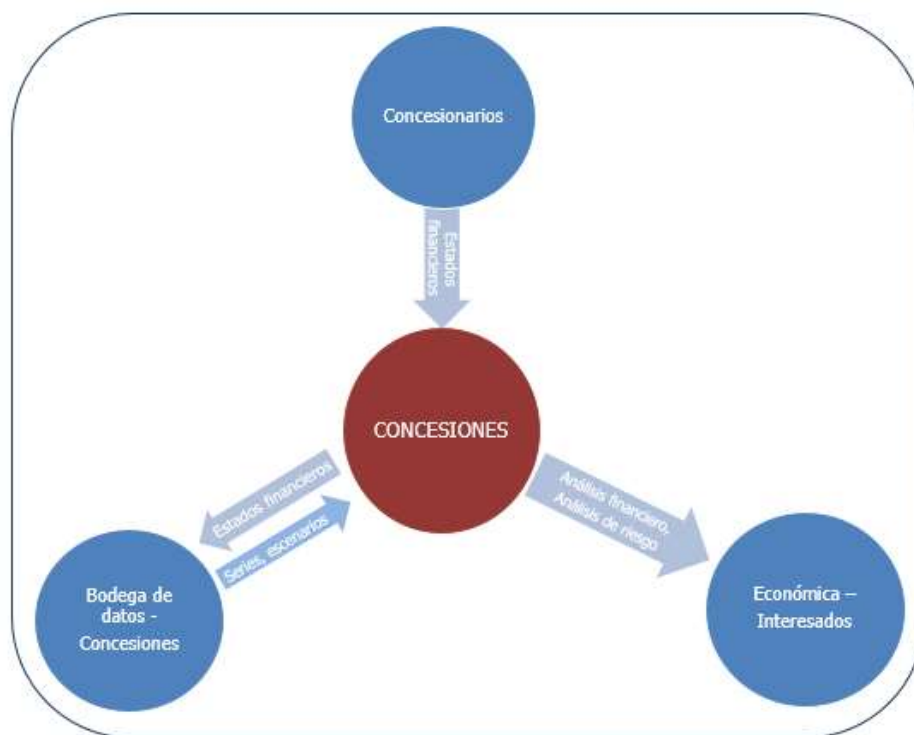 Concesionarios
Estados
financieros
CONCESIONES
Estados financieros
Series, escenarios
Análisis financiero,
Análisis de riesgo
Bodega de
datos -
Concesiones
Económica –
Interesados